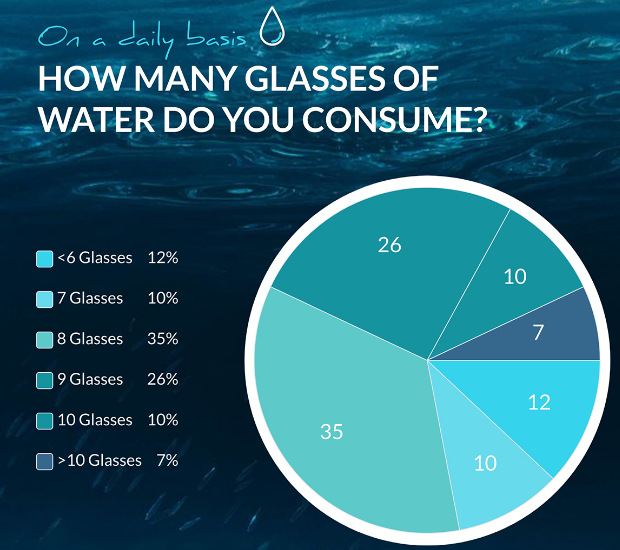 On a daily basis
HOW MANY GLASSES OF
WATER DO YOU CONSUME?
<6 Glasses 12%
7 Glasses 10%
8 Glasses 35%
9 Glasses 26%
10 Glasses 10%
>10 Glasses 7%
26
10
7
12
35
10